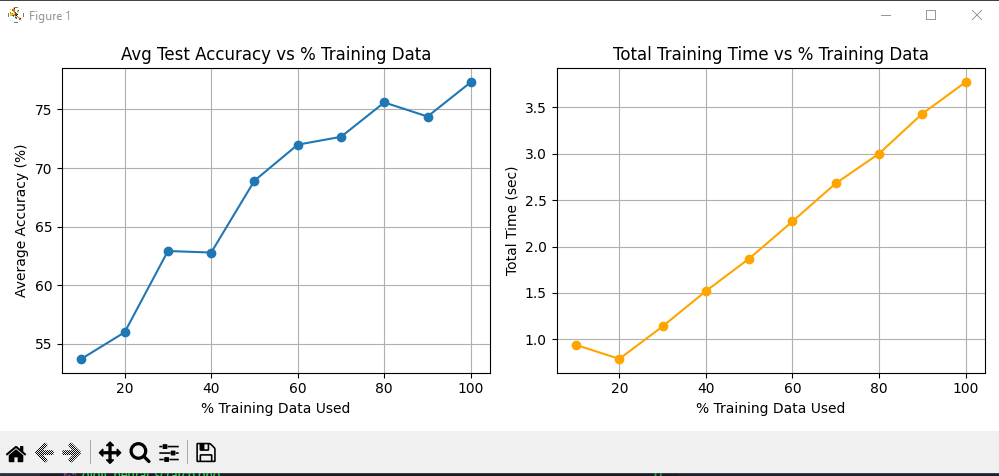 Figure 1
Avg Test Accuracy vs % Training Data
Average Accuracy (%)
75
70
65
60
55
20 40 60 80 100
% Training Data Used
Total Training Time vs % Training Data
Total Time (sec)
3.5
3.0
2.5
2.0
1.5
1.0
20 40 60 80 100
% Training Data Used